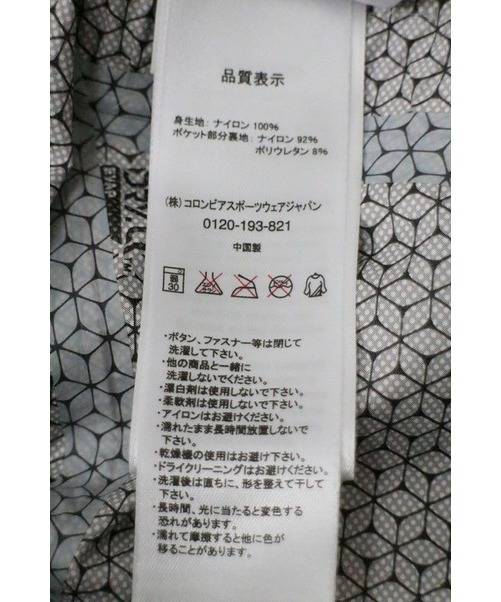 品質表示
身生地: ナイロン 100%
ポケット部分裏地: ナイロン 92%
ポリウレタン 8%
(株) コロンビアスポーツウェアジャパン
0120-193-821
中国製
弱
30
・ボタン、ファスナー等は閉じて
洗濯して下さい。
・他の商品と一緒に
洗濯しないでください。
・漂白剤は使用しないで下さい。
・柔軟剤は使用しないで下さい。
・アイロンはお避けください。
・濡れたまま長時間放置しないで
下さい。
・乾燥機の使用はお避け下さい。
・ドライクリーニングはお避けください。
・洗濯後は直ちに、形を整えて干して
下さい。
・長時間、光に当たると変色する
恐れがあります。
・濡れて摩擦すると他に色が
移ることがあります。